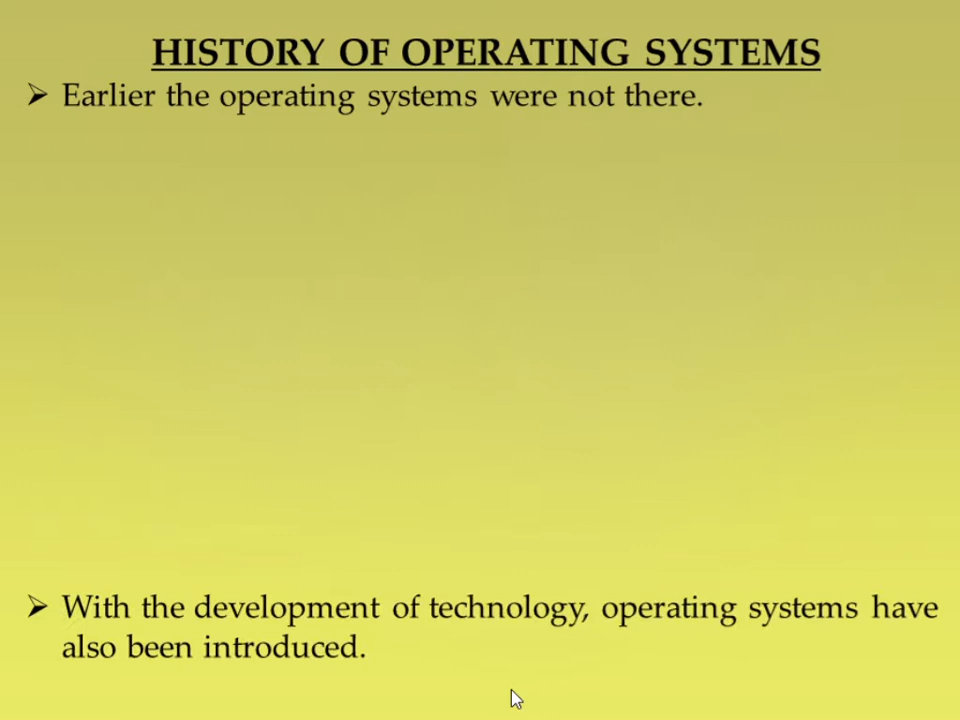 HISTORY OF OPERATING SYSTEMS
➢ Earlier the operating systems were not there.
➢ With the development of technology, operating systems have
also been introduced.